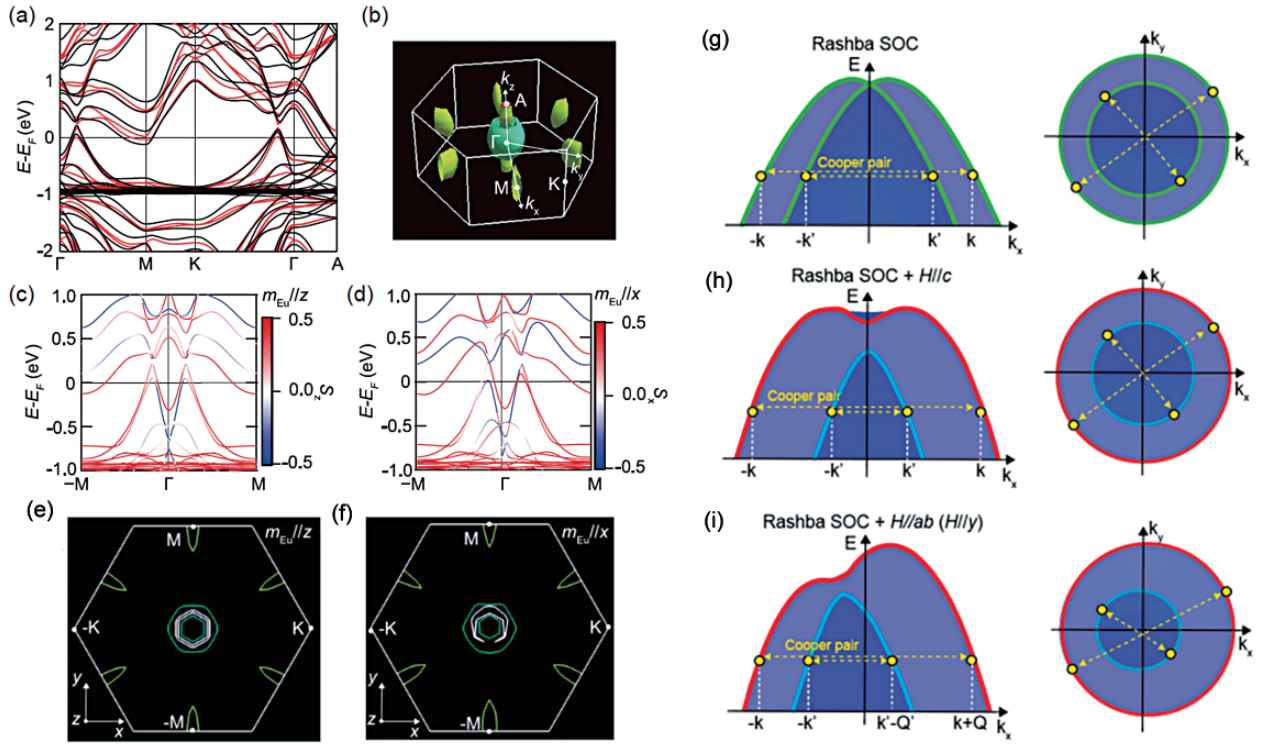 (a)
2
1
0
-1
-2
E-E_F (eV)
Γ
M
K
Γ
A
(b)
k_z
A
Γ
k_y
M
K
k_x
(c)
m_Eu//z
1.0
0.5
0
-0.5
-1.0
E-E_F (eV)
−M
Γ
M
0.5
0.0
-0.5
S_z
(d)
m_Eu//x
1.0
0.5
0
-0.5
-1.0
E-E_F (eV)
−M
Γ
M
0.5
0.0
-0.5
S_x
(e)
m_Eu//z
M
-K
K
-M
y
z
x
(f)
m_Eu//x
M
-K
K
-M
y
z
x
(g)
Rashba SOC
E
Cooper pair
-k
-k'
k'
k
k_x
k_y
k_x
(h)
Rashba SOC + H//c
E
Cooper pair
-k
-k'
k'
k
k_x
k_y
k_x
(i)
Rashba SOC + H//ab (H//y)
E
Cooper pair
-k
-k'
k'-Q'
k+Q
k_x
k_y
k_x